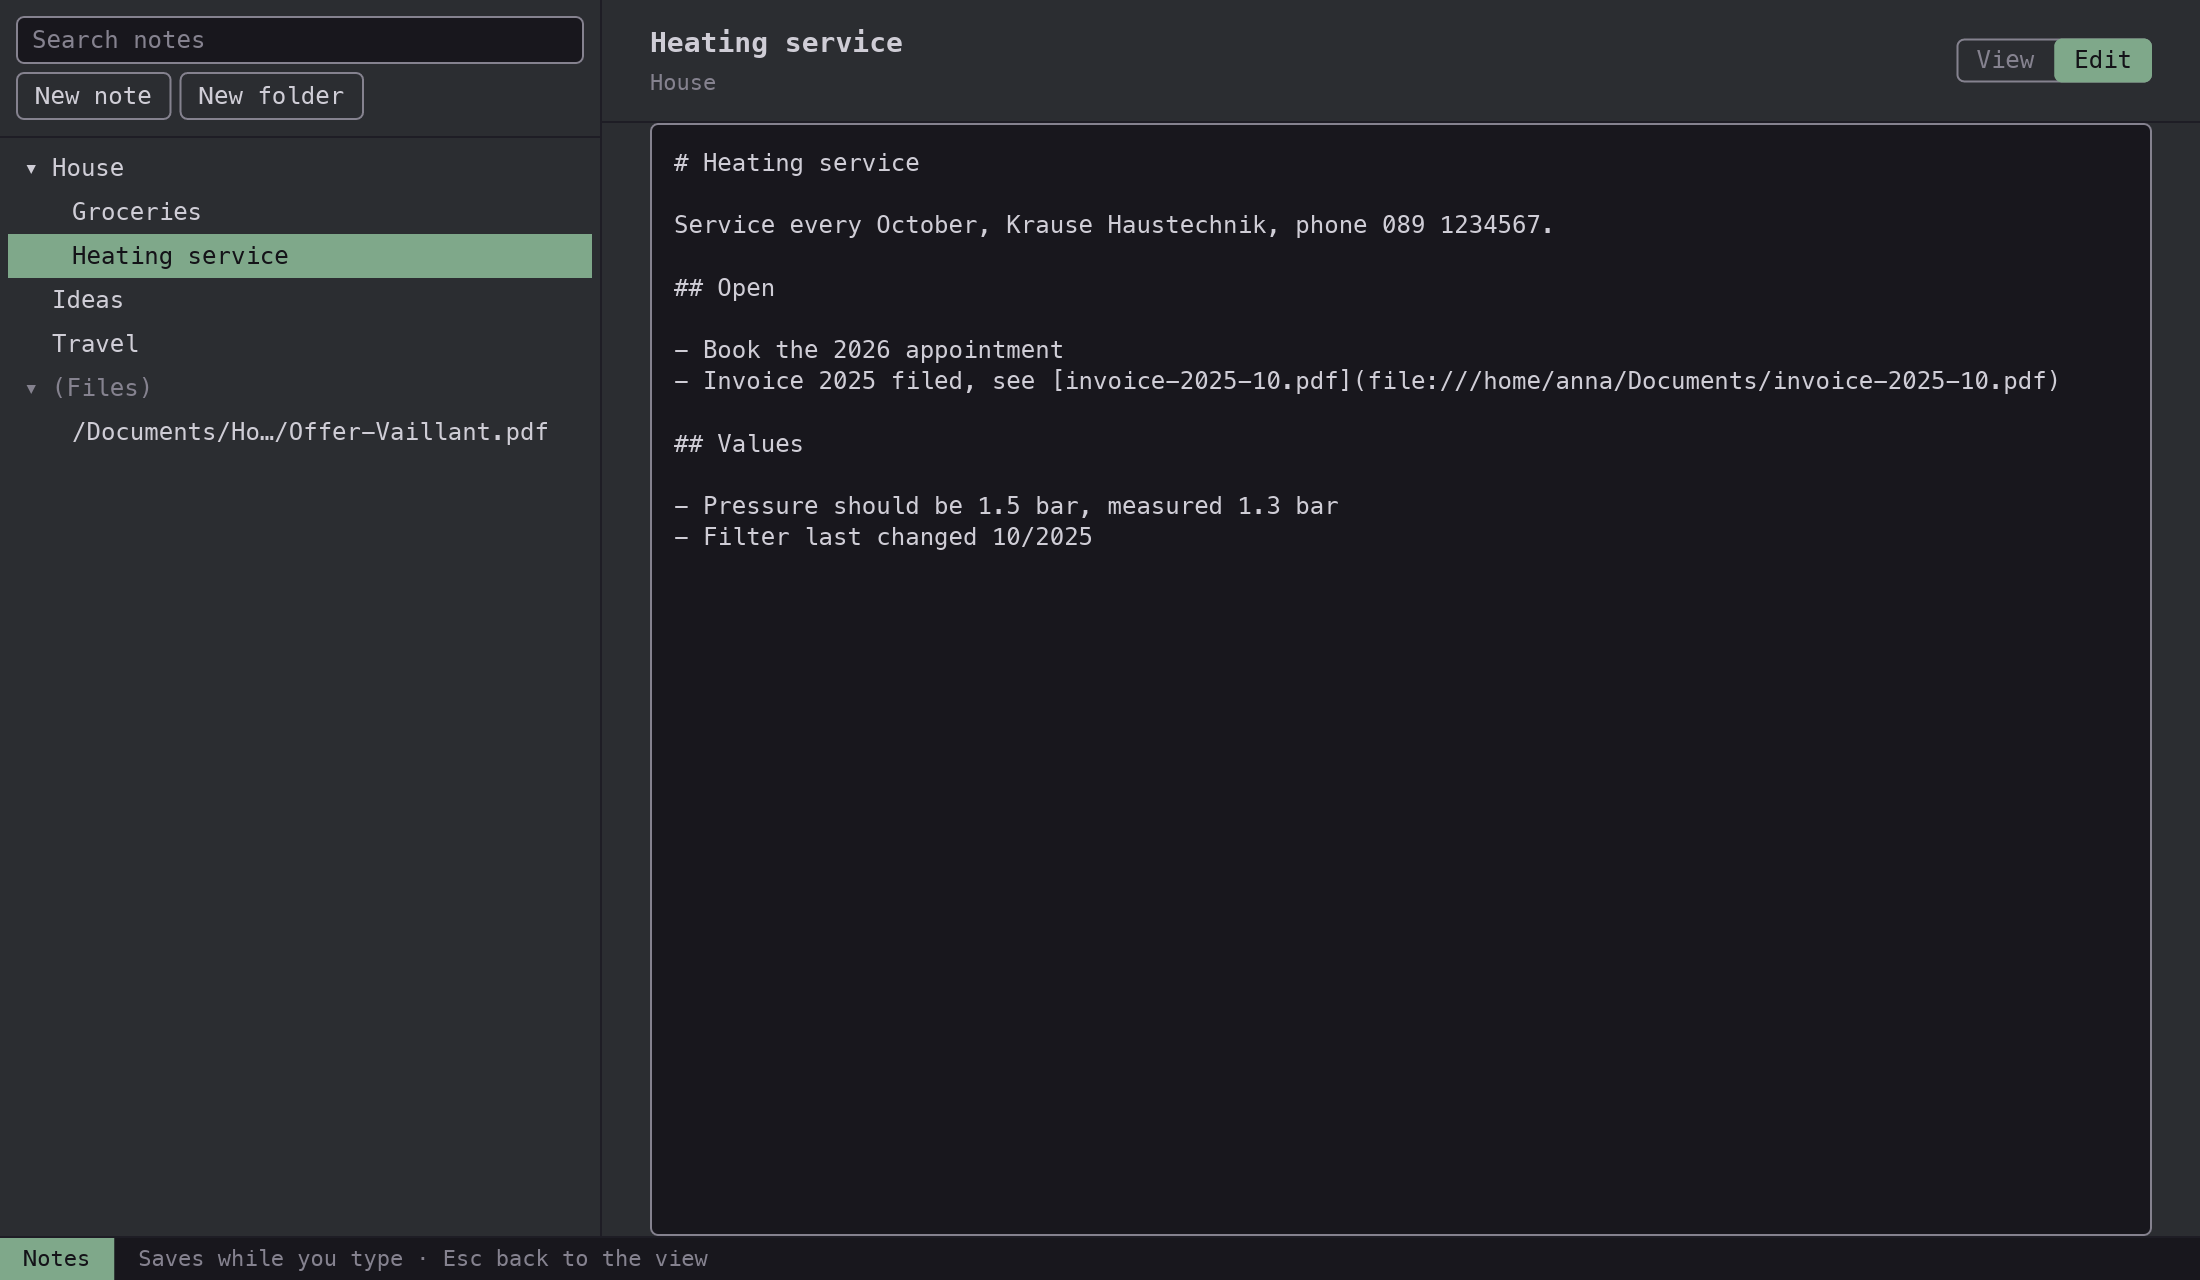 Search notes
New note New folder
▾ House
Groceries
Heating service
Ideas
Travel
▾ (Files)
/Documents/Ho…/Offer-Vaillant.pdf
Heating service
House
View Edit
# Heating service
Service every October, Krause Haustechnik, phone 089 1234567.
## Open
- Book the 2026 appointment
- Invoice 2025 filed, see [invoice-2025-10.pdf](file:///home/anna/Documents/invoice-2025-10.pdf)
## Values
- Pressure should be 1.5 bar, measured 1.3 bar
- Filter last changed 10/2025
Notes Saves while you type · Esc back to the view